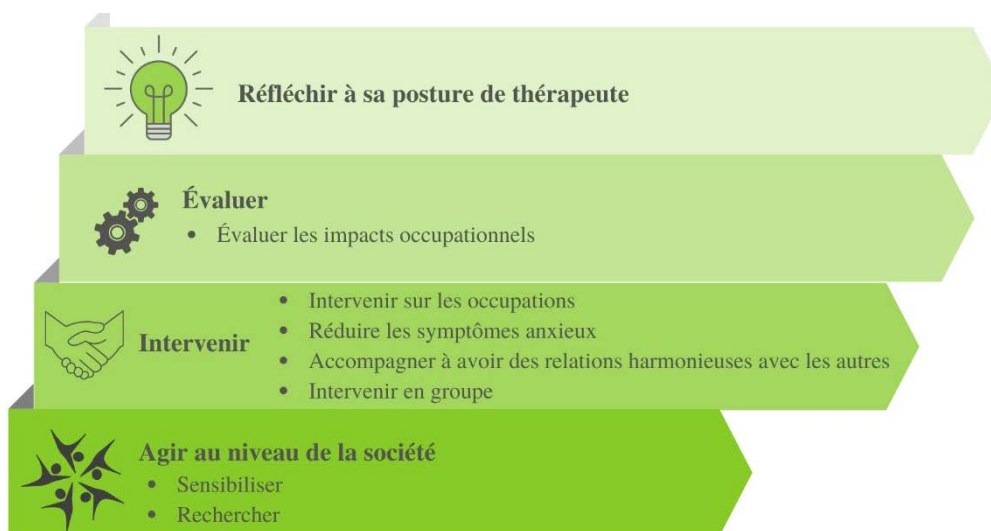 Réfléchir à sa posture de thérapeute
Évaluer
• Évaluer les impacts occupationnels
Intervenir
• Intervenir sur les occupations
• Réduire les symptômes anxieux
• Accompagner à avoir des relations harmonieuses avec les autres
• Intervenir en groupe
Agir au niveau de la société
• Sensibiliser
• Rechercher